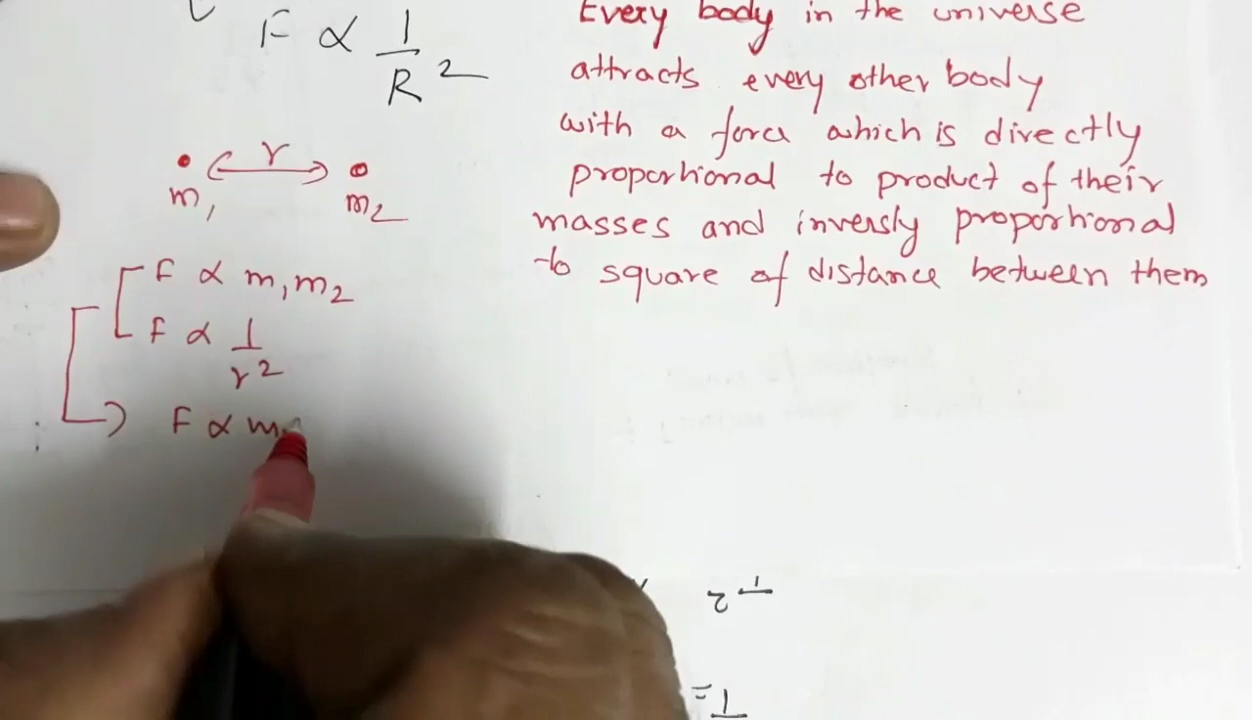 F ∝ 1/R²
Every body in the universe
attracts every other body
with a force which is directly
proportional to product of their
masses and inversly proportional
to square of distance between them
r
m₁ m₂
F ∝ m₁m₂
F ∝ 1/r²
F ∝ m